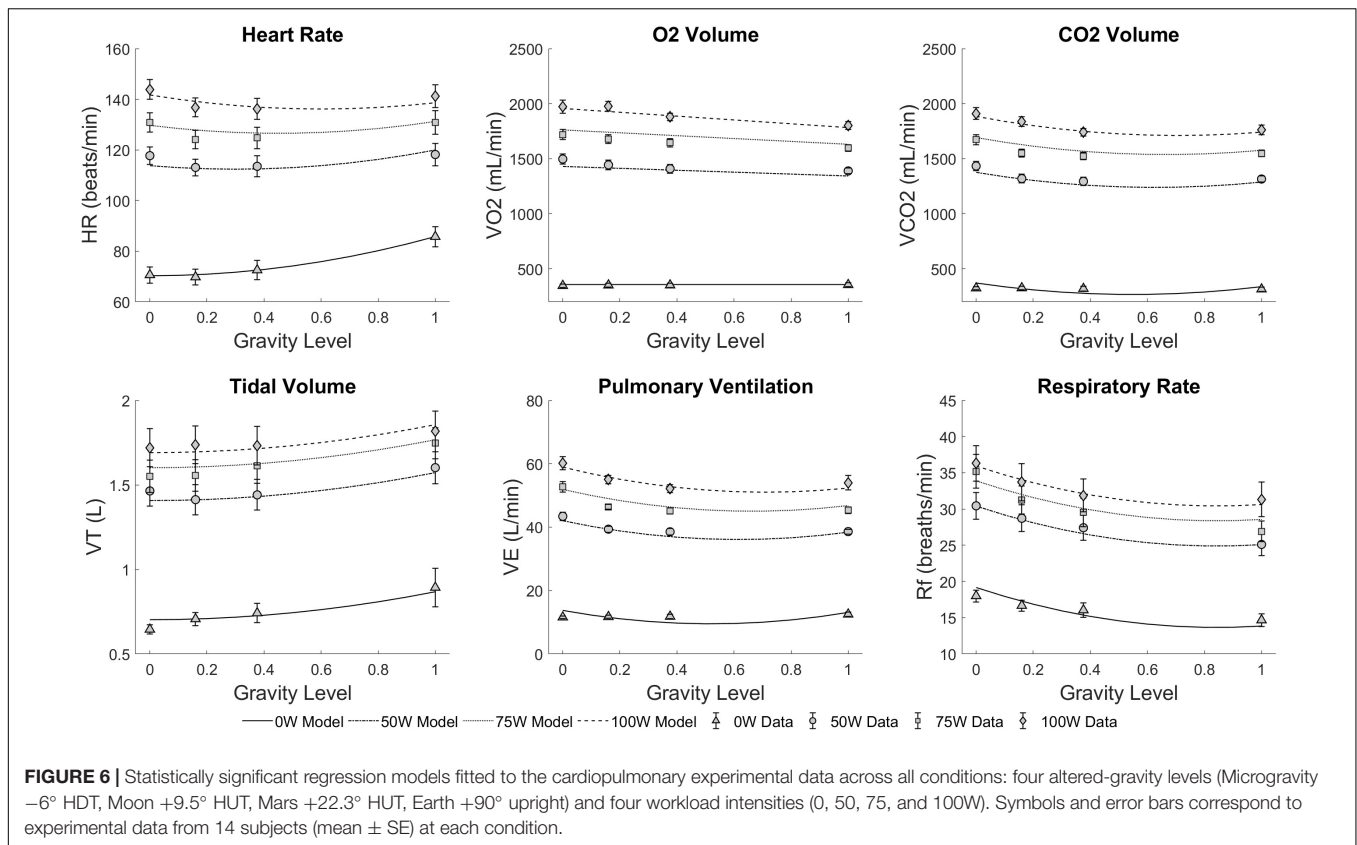 Heart Rate
160
140
120
100
80
60
HR (beats/min)
0 0.2 0.4 0.6 0.8 1
Gravity Level
O2 Volume
2500
2000
1500
1000
500
VO2 (mL/min)
0 0.2 0.4 0.6 0.8 1
Gravity Level
CO2 Volume
2500
2000
1500
1000
500
VCO2 (mL/min)
0 0.2 0.4 0.6 0.8 1
Gravity Level
Tidal Volume
2
1.5
1
0.5
VT (L)
0 0.2 0.4 0.6 0.8 1
Gravity Level
Pulmonary Ventilation
80
60
40
20
0
VE (L/min)
0 0.2 0.4 0.6 0.8 1
Gravity Level
Respiratory Rate
45
40
35
30
25
20
15
10
Rf (breaths/min)
0 0.2 0.4 0.6 0.8 1
Gravity Level
0W Model 50W Model 75W Model 100W Model 0W Data 50W Data 75W Data 100W Data
FIGURE 6 | Statistically significant regression models fitted to the cardiopulmonary experimental data across all conditions: four altered-gravity levels (Microgravity
−6° HDT, Moon +9.5° HUT, Mars +22.3° HUT, Earth +90° upright) and four workload intensities (0, 50, 75, and 100W). Symbols and error bars correspond to
experimental data from 14 subjects (mean ± SE) at each condition.